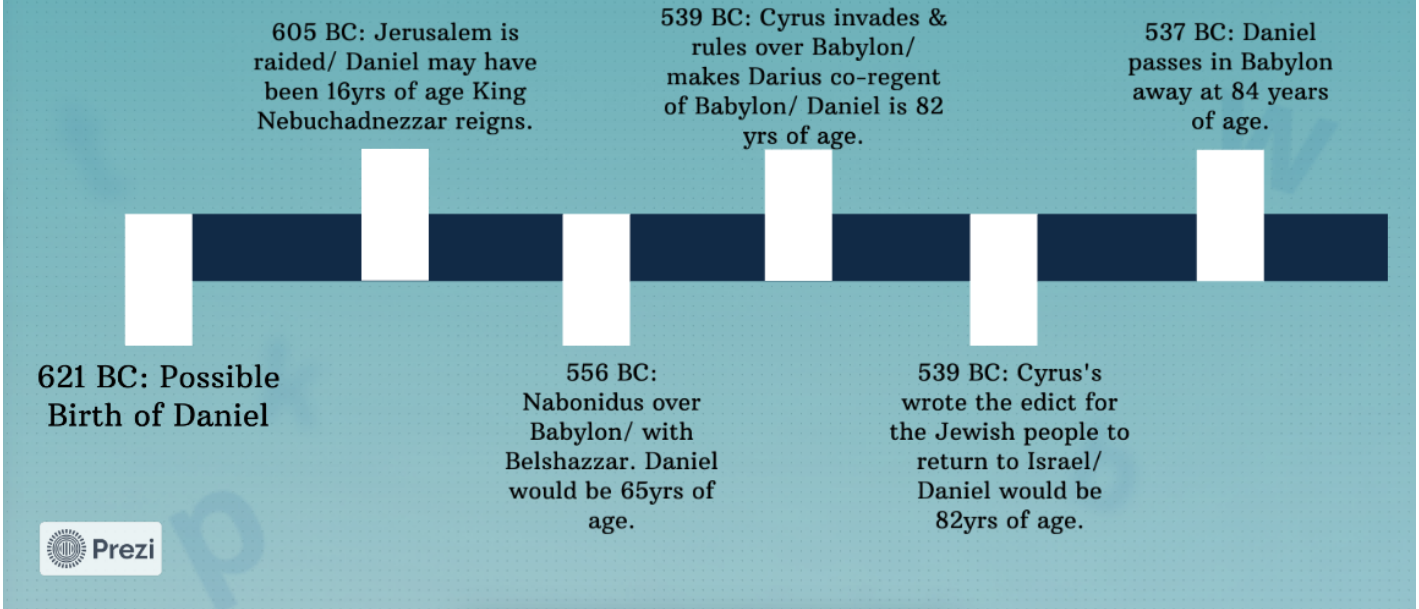 621 BC: Possible
Birth of Daniel
605 BC: Jerusalem is
raided/ Daniel may have
been 16yrs of age King
Nebuchadnezzar reigns.
556 BC:
Nabonidus over
Babylon/ with
Belshazzar. Daniel
would be 65yrs of
age.
539 BC: Cyrus invades &
rules over Babylon/
makes Darius co-regent
of Babylon/ Daniel is 82
yrs of age.
539 BC: Cyrus's
wrote the edict for
the Jewish people to
return to Israel/
Daniel would be
82yrs of age.
537 BC: Daniel
passes in Babylon
away at 84 years
of age.
Prezi